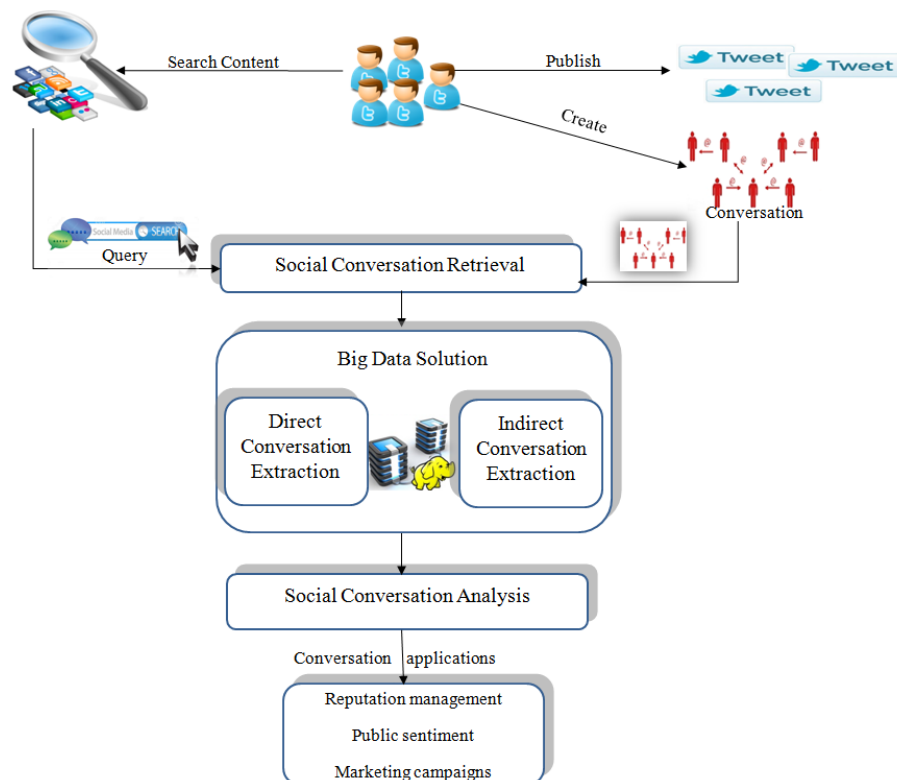 Search Content
Publish
Tweet
Tweet
Tweet
Create
Conversation
Social Media SEARCH
Query
Social Conversation Retrieval
Big Data Solution
Direct
Conversation
Extraction
Indirect
Conversation
Extraction
Social Conversation Analysis
Conversation applications
Reputation management
Public sentiment
Marketing campaigns